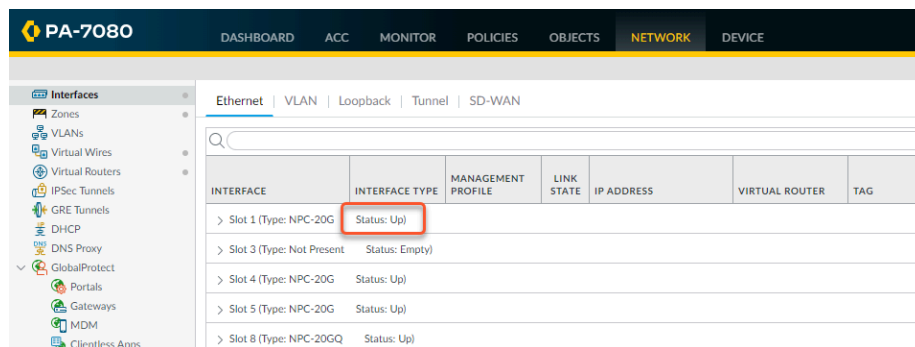 PA-7080
DASHBOARD ACC MONITOR POLICIES OBJECTS NETWORK DEVICE
Interfaces
Zones
VLANs
Virtual Wires
Virtual Routers
IPSec Tunnels
GRE Tunnels
DHCP
DNS Proxy
GlobalProtect
Portals
Gateways
MDM
Clientless Apps
Ethernet | VLAN | Loopback | Tunnel | SD-WAN
INTERFACE INTERFACE TYPE MANAGEMENT PROFILE LINK STATE IP ADDRESS VIRTUAL ROUTER TAG
Slot 1 (Type: NPC-20G Status: Up)
Slot 3 (Type: Not Present Status: Empty)
Slot 4 (Type: NPC-20G Status: Up)
Slot 5 (Type: NPC-20G Status: Up)
Slot 8 (Type: NPC-20GQ Status: Up)